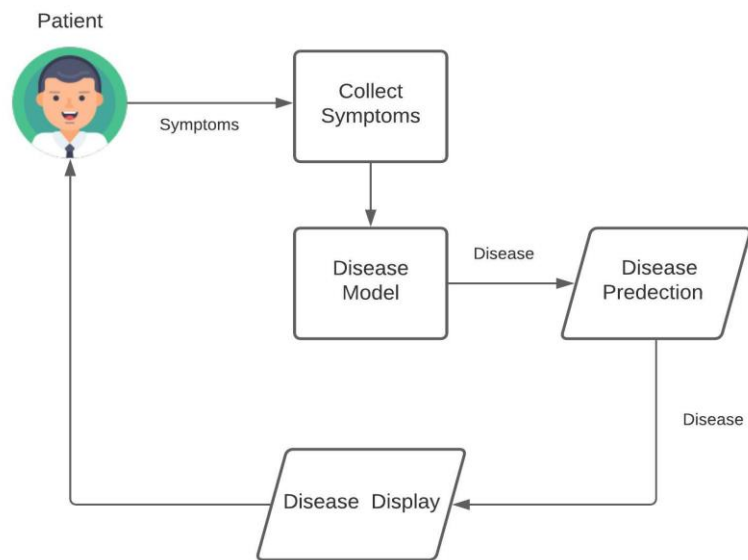 Patient
Symptoms
Collect
Symptoms
Disease
Model
Disease
Disease
Predection
Disease
Disease Display